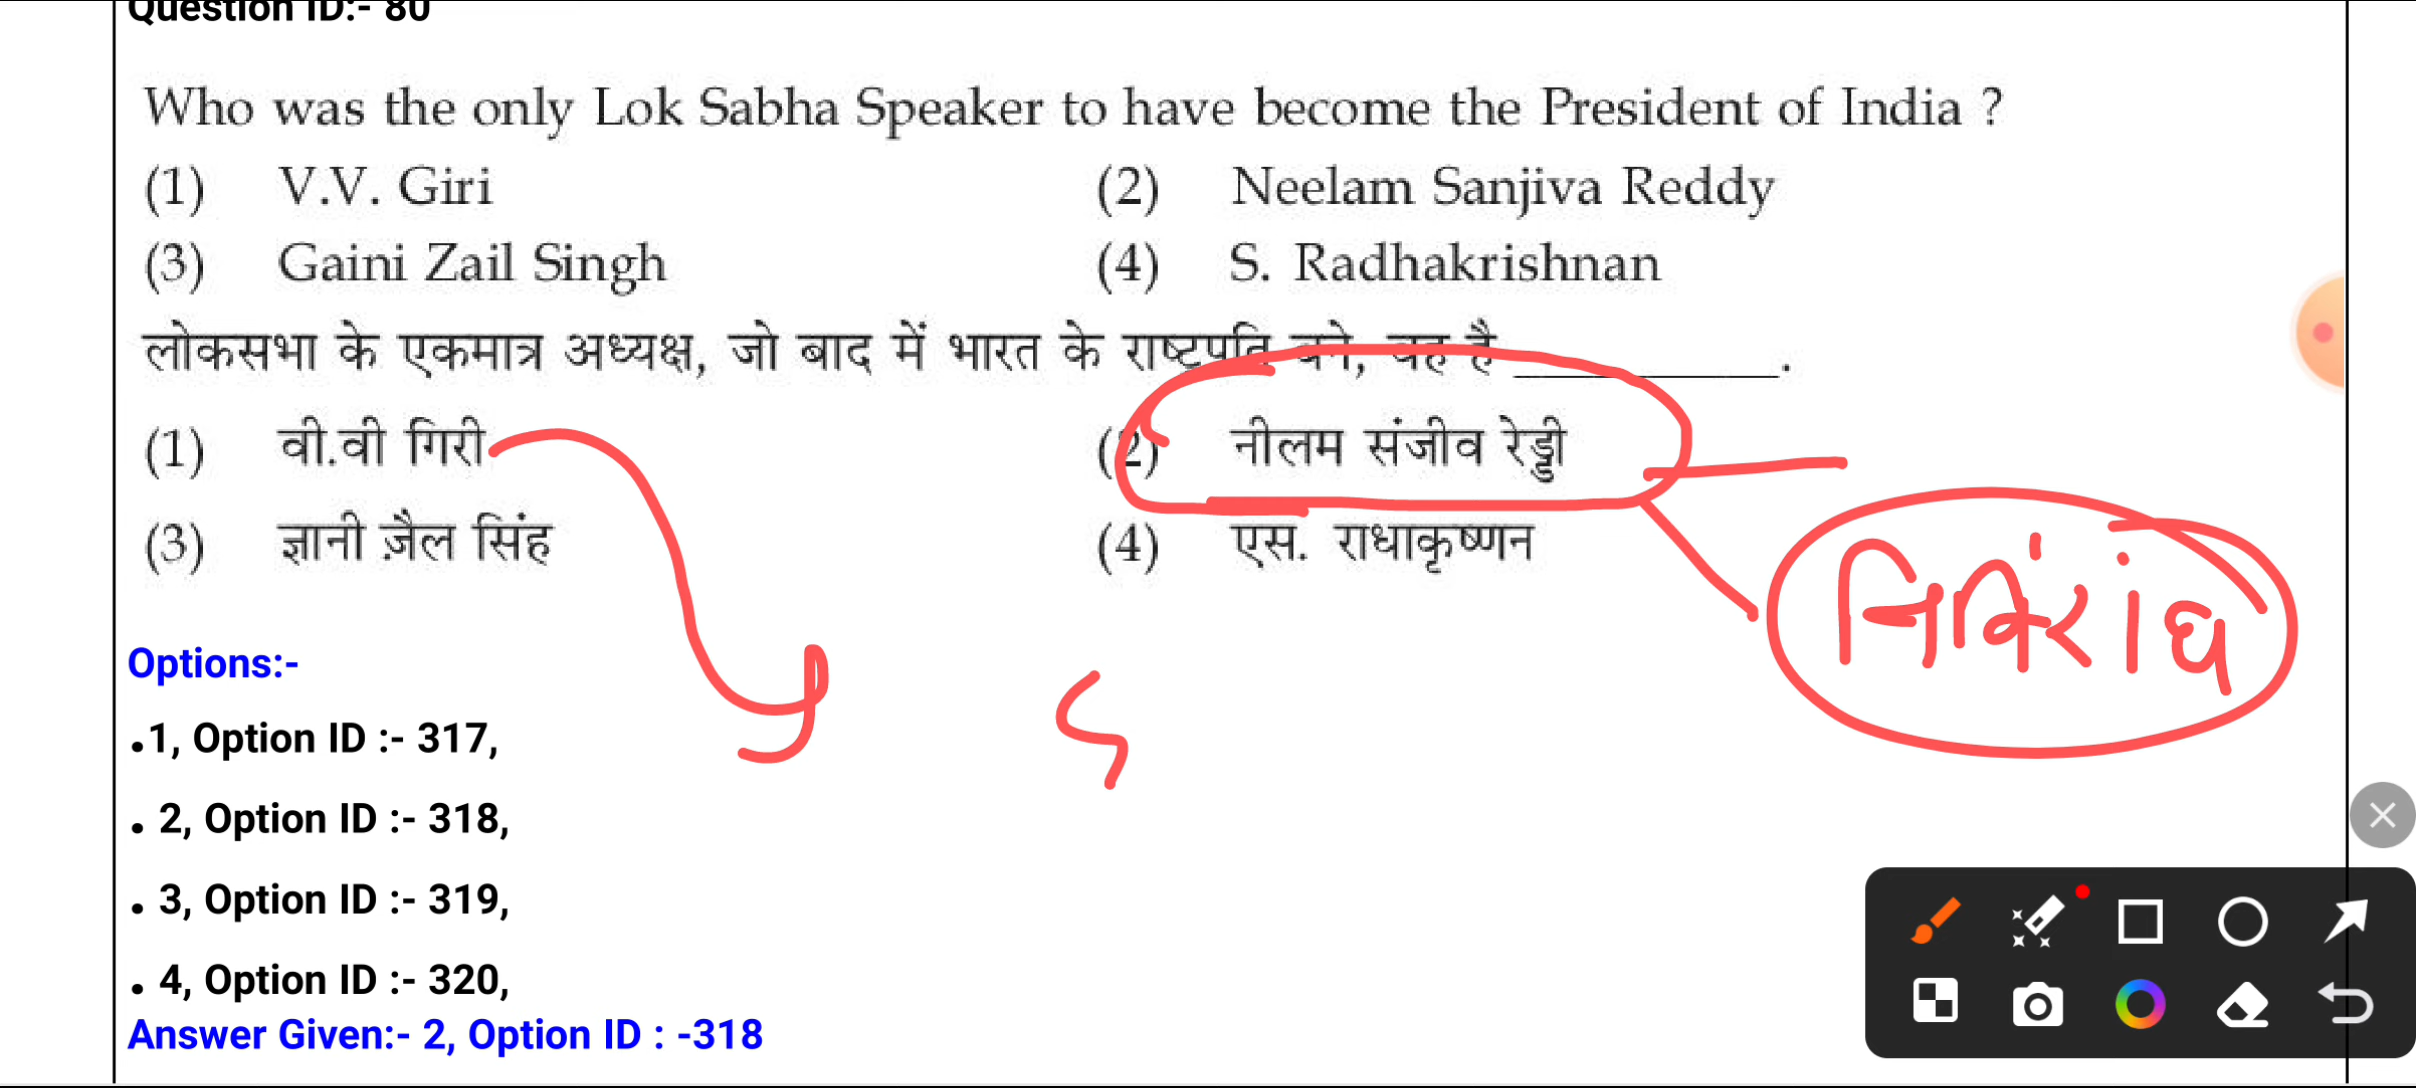 Question ID:- 80
Who was the only Lok Sabha Speaker to have become the President of India ?
(1) V.V. Giri (2) Neelam Sanjiva Reddy
(3) Gaini Zail Singh (4) S. Radhakrishnan
लोकसभा के एकमात्र अध्यक्ष, जो बाद में भारत के राष्ट्रपति बने, वह है ____________.
(1) वी.वी गिरी (2) नीलम संजीव रेड्डी
(3) ज्ञानी ज़ैल सिंह (4) एस. राधाकृष्णन
Options:-
.1, Option ID :- 317,
. 2, Option ID :- 318,
. 3, Option ID :- 319,
. 4, Option ID :- 320,
Answer Given:- 2, Option ID : -318